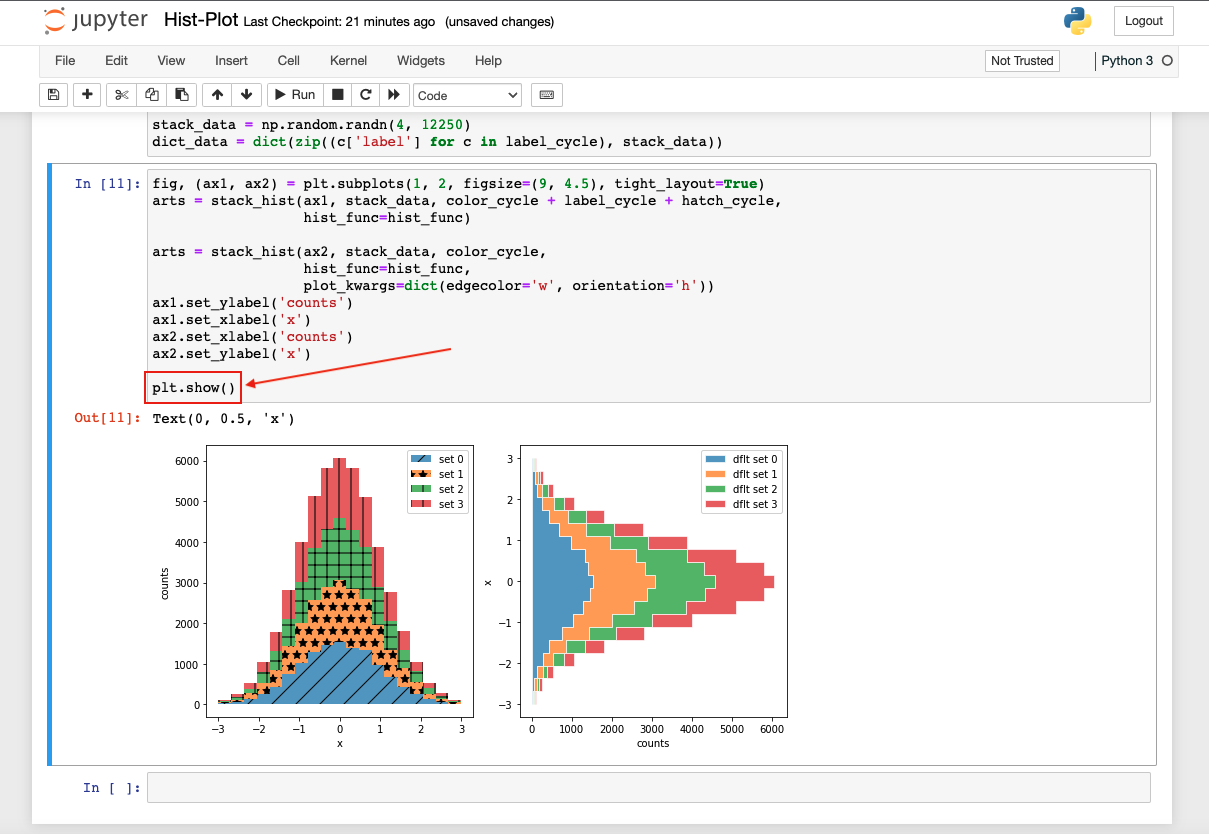 jupyter Hist-Plot Last Checkpoint: 21 minutes ago (unsaved changes) Logout
File Edit View Insert Cell Kernel Widgets Help Not Trusted Python 3
Run Code
stack_data = np.random.randn(4, 12250)
dict_data = dict(zip((c['label'] for c in label_cycle), stack_data))
In [11]: fig, (ax1, ax2) = plt.subplots(1, 2, figsize=(9, 4.5), tight_layout=True)
arts = stack_hist(ax1, stack_data, color_cycle + label_cycle + hatch_cycle,
hist_func=hist_func)
arts = stack_hist(ax2, stack_data, color_cycle,
hist_func=hist_func,
plot_kwargs=dict(edgecolor='w', orientation='h'))
ax1.set_ylabel('counts')
ax1.set_xlabel('x')
ax2.set_xlabel('counts')
ax2.set_ylabel('x')
plt.show()
Out[11]: Text(0, 0.5, 'x')
6000
5000
4000
3000
2000
1000
0
counts
−3 −2 −1 0 1 2 3
x
set 0
set 1
set 2
set 3
3
2
1
0
−1
−2
−3
x
0 1000 2000 3000 4000 5000 6000
counts
dflt set 0
dflt set 1
dflt set 2
dflt set 3
In [ ]: